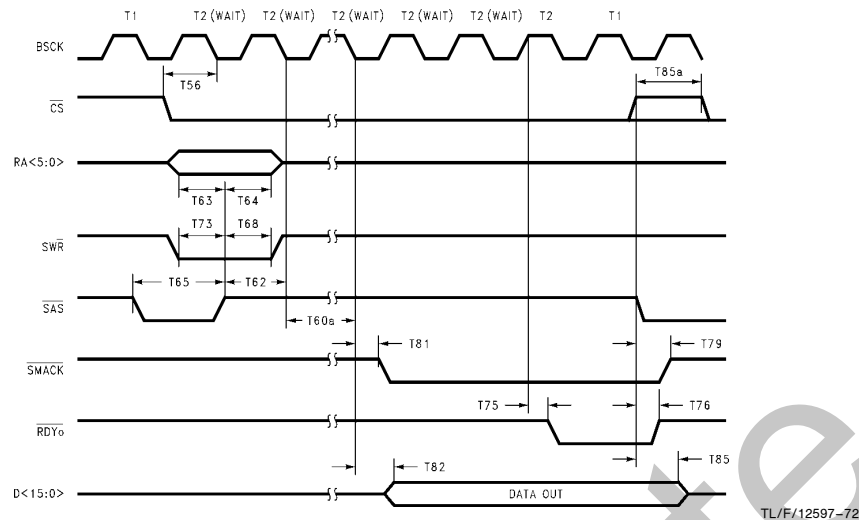 T1 T2 (WAIT) T2 (WAIT) T2 (WAIT) T2 (WAIT) T2 (WAIT) T2 T1
BSCK
T56
T85a
CS
RA<5:0>
T63 T64
T73 T68
SWR
T65 T62
SAS
T60a
T81
T79
SMACK
T75
T76
RDYo
T82
T85
D<15:0>
DATA OUT
TL/F/12597–72